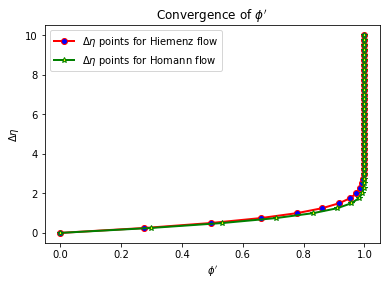 Convergence of ϕ′
Δη points for Hiemenz flow
Δη points for Homann flow
10
8
6
4
2
0
Δη
0.0 0.2 0.4 0.6 0.8 1.0
ϕ′